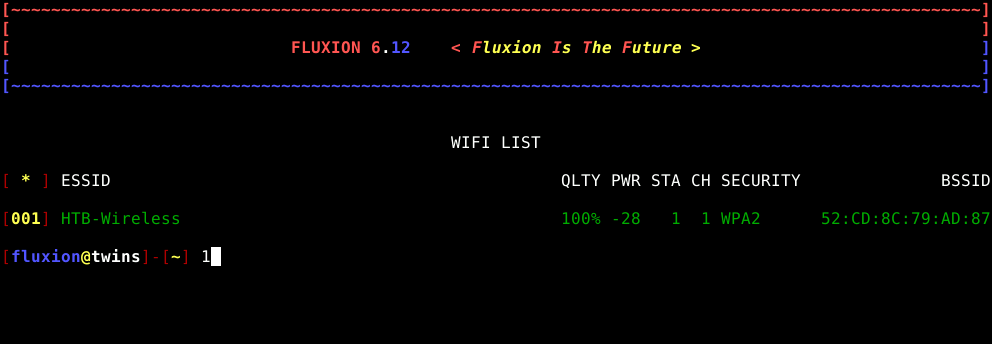 [~~~~~~~~~~~~~~~~~~~~~~~~~~~~~~~~~~~~~~~~~~~~~~~~~~~~~~~~~~~~~~~~~~~~~~~~~~~~~~~~~~~~~~~~~~~~~~~~~]
[ ]
[ FLUXION 6.12 < Fluxion Is The Future > ]
[ ]
[~~~~~~~~~~~~~~~~~~~~~~~~~~~~~~~~~~~~~~~~~~~~~~~~~~~~~~~~~~~~~~~~~~~~~~~~~~~~~~~~~~~~~~~~~~~~~~~~~]
WIFI LIST
[ * ] ESSID QLTY PWR STA CH SECURITY BSSID
[001] HTB-Wireless 100% -28 1 1 WPA2 52:CD:8C:79:AD:87
[fluxion@twins]-[~] 1